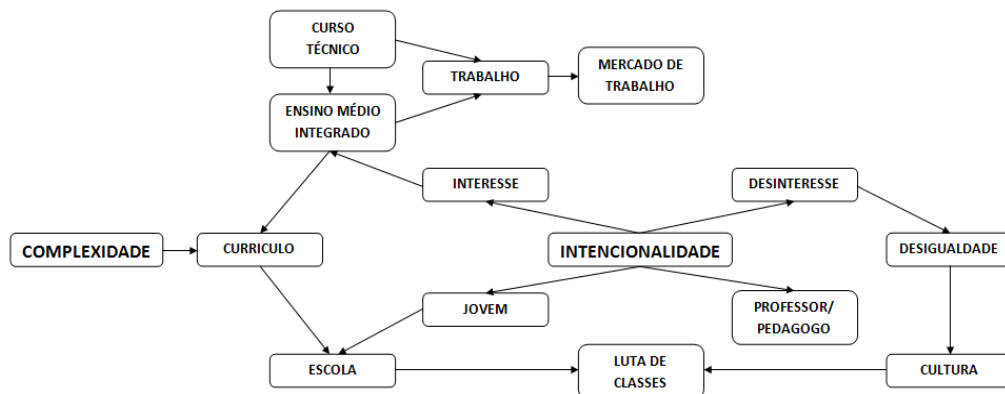 CURSO
TÉCNICO
TRABALHO
MERCADO DE
TRABALHO
ENSINO MÉDIO
INTEGRADO
INTERESSE
DESINTERESSE
COMPLEXIDADE
CURRICULO
INTENCIONALIDADE
DESIGUALDADE
JOVEM
PROFESSOR/
PEDAGOGO
ESCOLA
LUTA DE
CLASSES
CULTURA